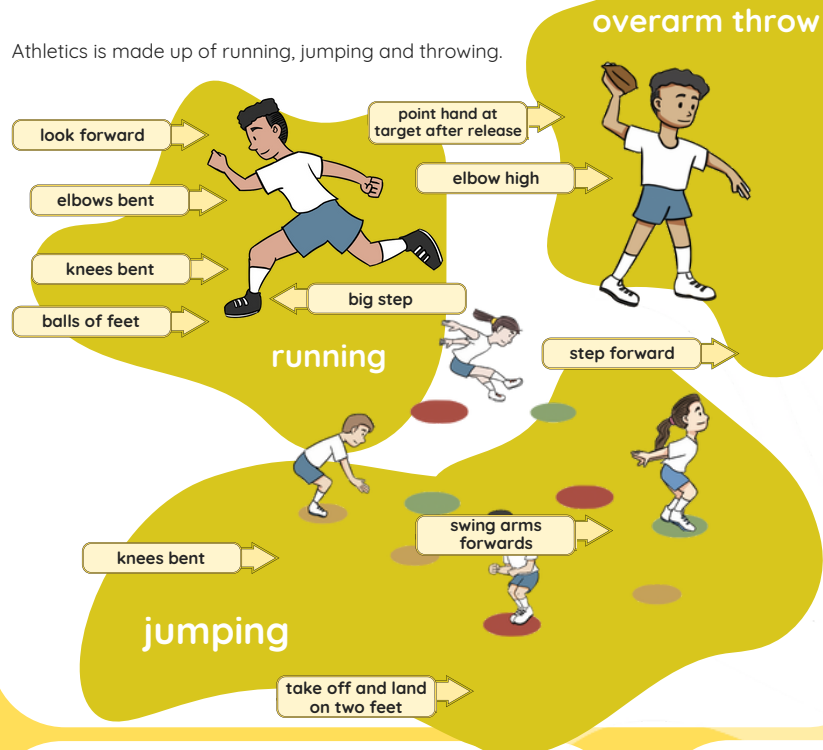 overarm throw
Athletics is made up of running, jumping and throwing.
look forward
elbows bent
knees bent
balls of feet
big step
running
point hand at
target after release
elbow high
step forward
swing arms
forwards
knees bent
jumping
take off and land
on two feet